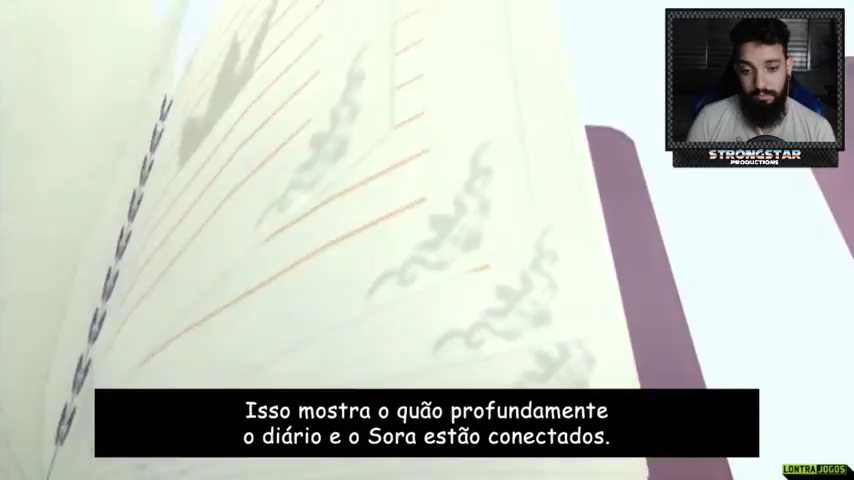 STRONGSTAR
PRODUCTIONS
Isso mostra o quão profundamente
o diário e o Sora estão conectados.
LONTRAJOGOS